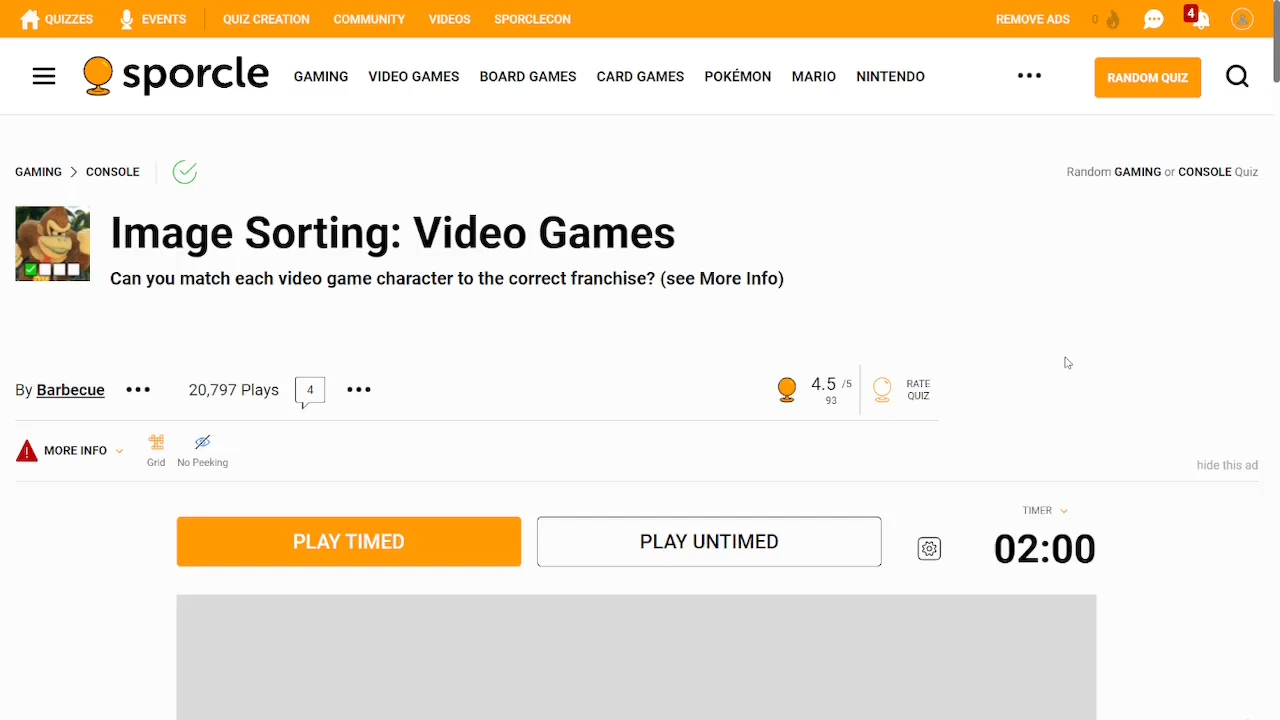 QUIZZES EVENTS QUIZ CREATION COMMUNITY VIDEOS SPORCLECON REMOVE ADS 0 4
sporcle GAMING VIDEO GAMES BOARD GAMES CARD GAMES POKÉMON MARIO NINTENDO ••• RANDOM QUIZ
GAMING > CONSOLE Random GAMING or CONSOLE Quiz
Image Sorting: Video Games
Can you match each video game character to the correct franchise? (see More Info)
By Barbecue ••• 20,797 Plays 4 ••• 4.5 /5 93 RATE QUIZ
MORE INFO Grid No Peeking
hide this ad
TIMER
PLAY TIMED PLAY UNTIMED 02:00